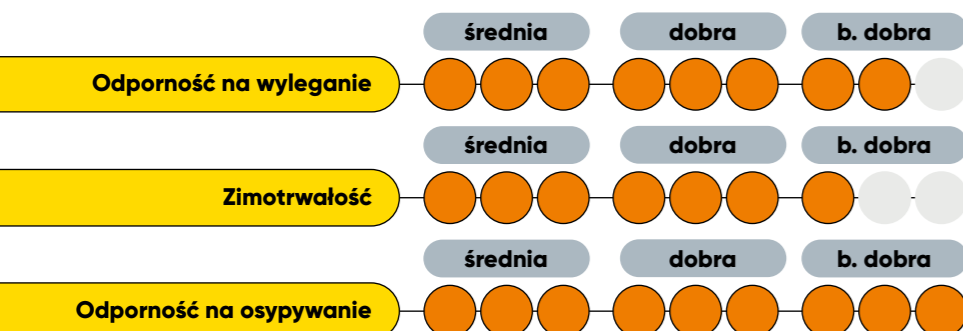 średnia dobra b. dobra
Odporność na wyleganie
średnia dobra b. dobra
Zimotrwałość
średnia dobra b. dobra
Odporność na osypywanie